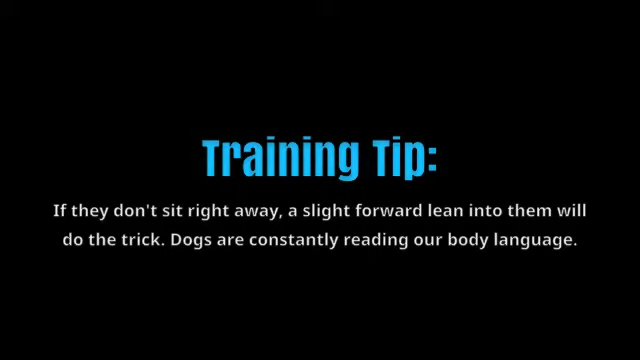 Training Tip:
If they don't sit right away, a slight forward lean into them will
do the trick. Dogs are constantly reading our body language.